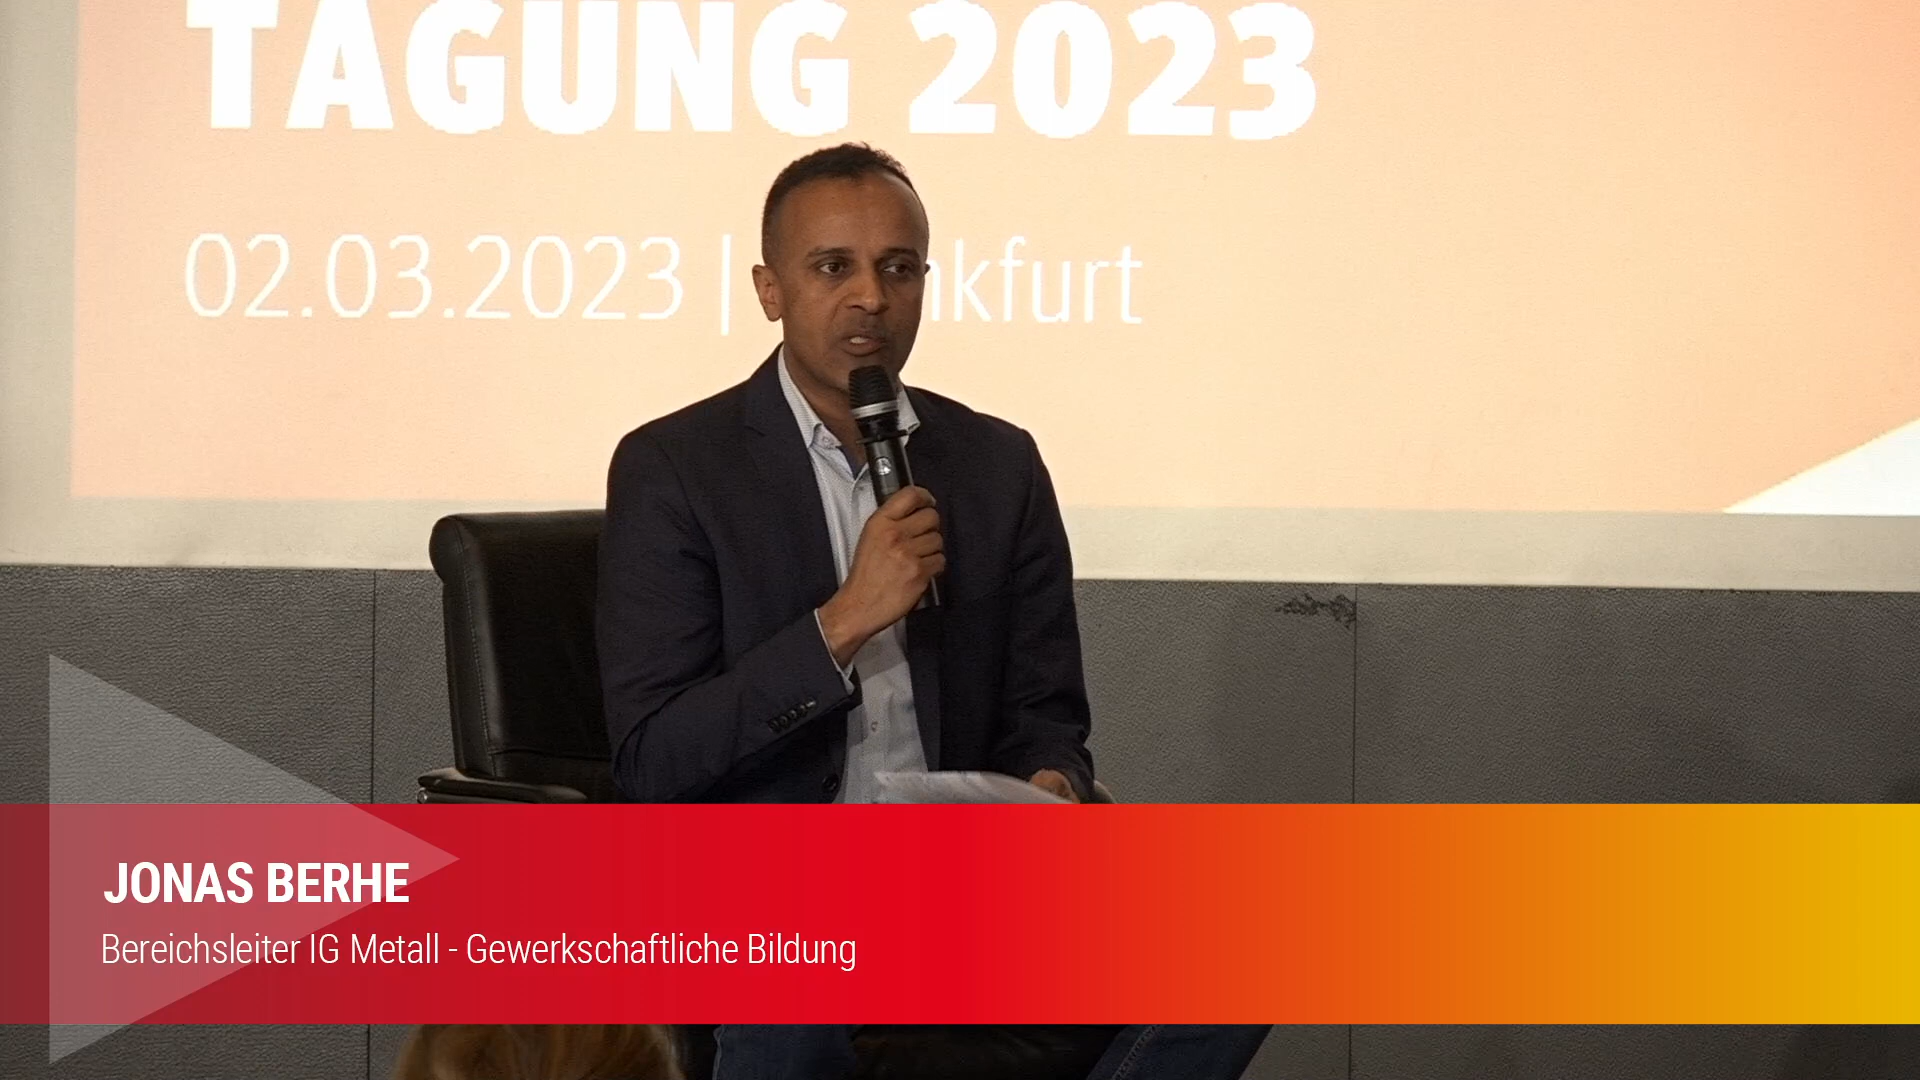 TAGUNG 2023
02.03.2023 | nkfurt
JONAS BERHE
Bereichsleiter IG Metall - Gewerkschaftliche Bildung